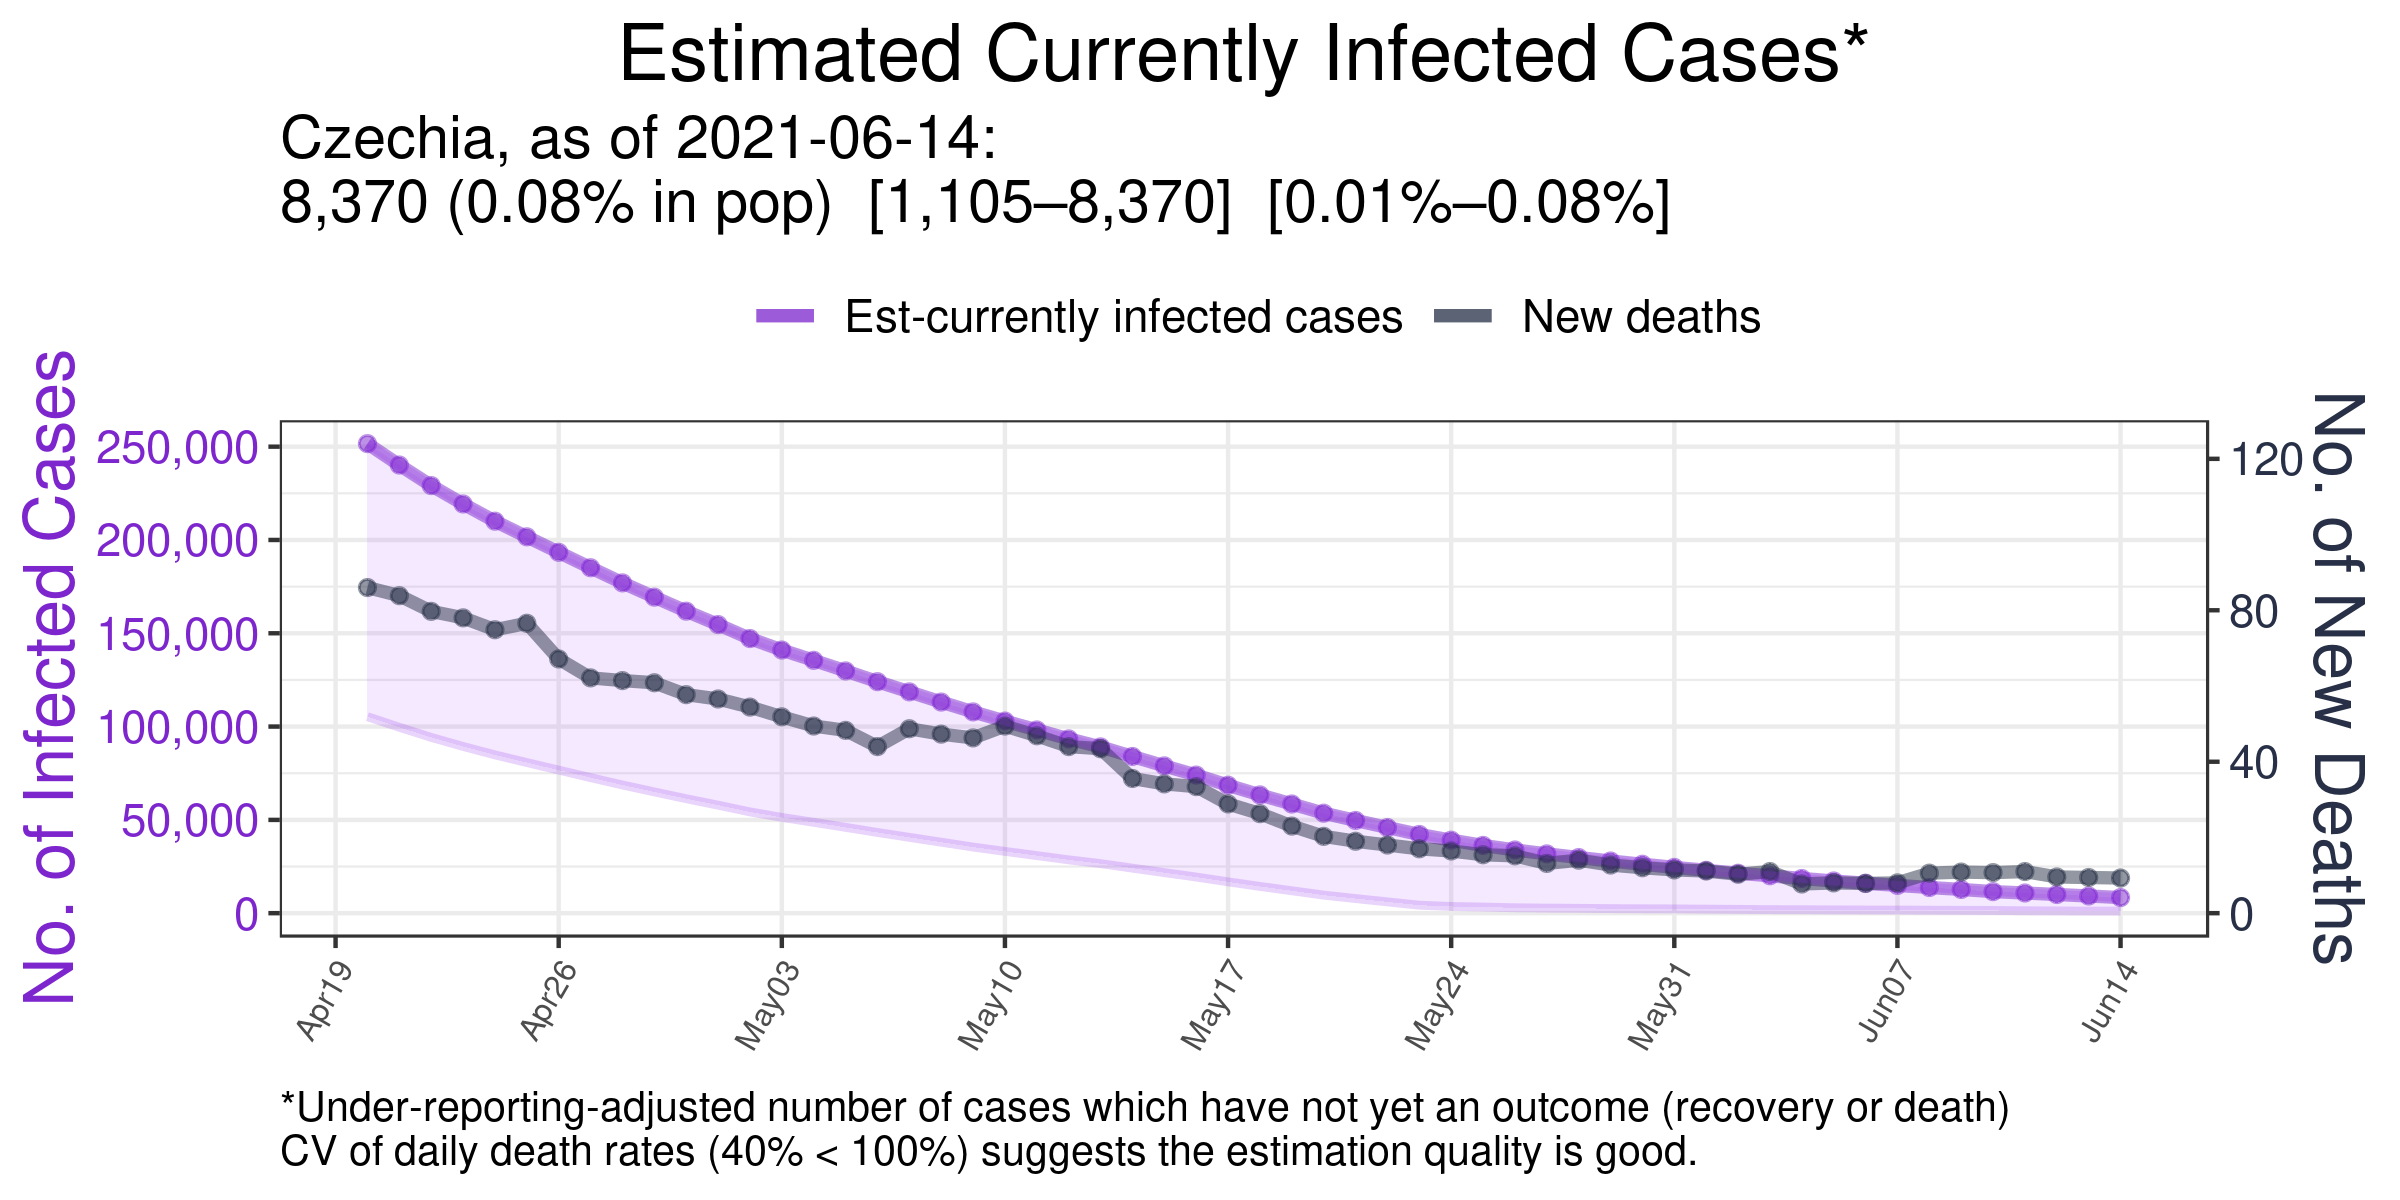 Estimated Currently Infected Cases*
Czechia, as of 2021-06-14:
8,370 (0.08% in pop)  [1,105–8,370]  [0.01%–0.08%]
Est-currently infected cases
New deaths
No. of Infected Cases
250,000
200,000
150,000
100,000
50,000
0
120
80
40
0
No. of New Deaths
Apr19
Apr26
May03
May10
May17
May24
May31
Jun07
Jun14
*Under-reporting-adjusted number of cases which have not yet an outcome (recovery or death)
CV of daily death rates (40% < 100%) suggests the estimation quality is good.